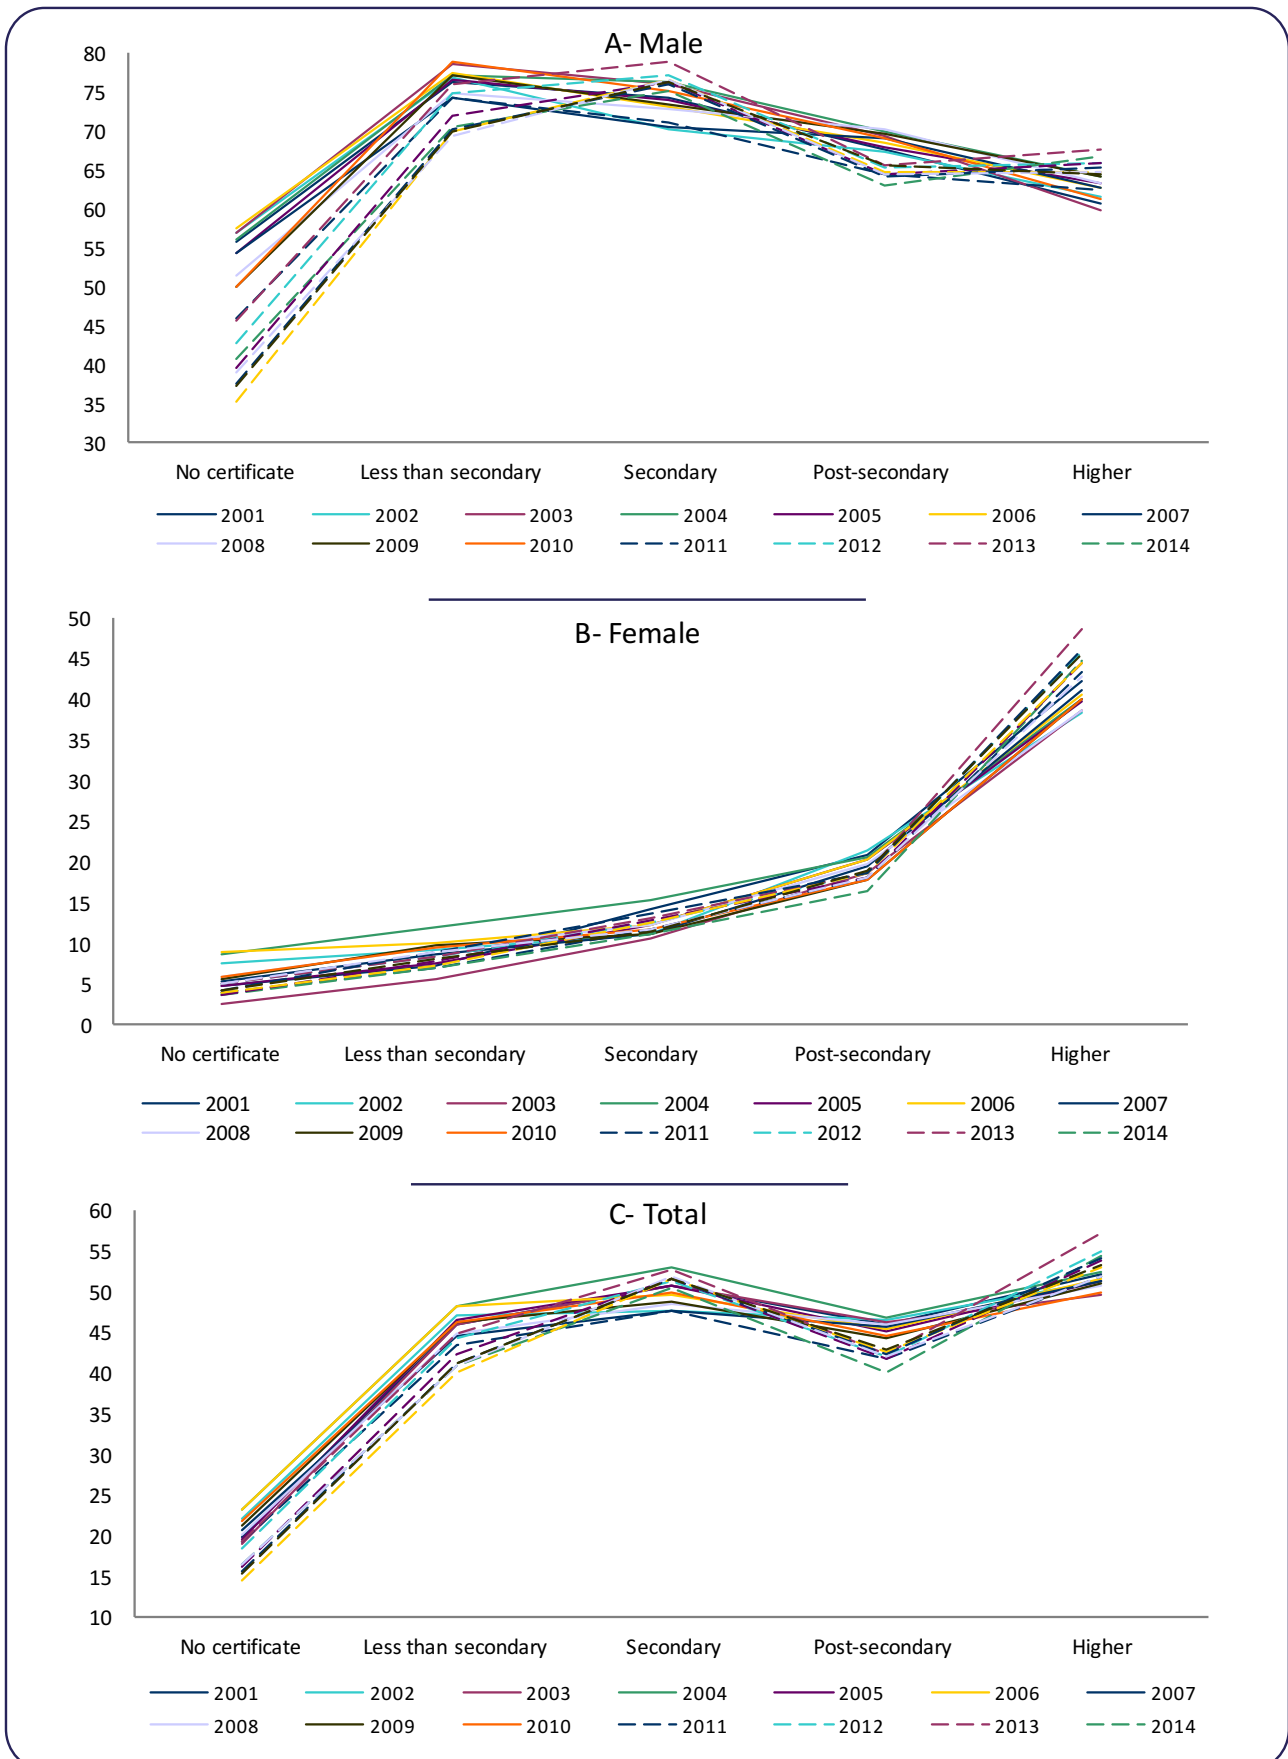 A- Male
80
75
70
65
60
55
50
45
40
35
30
No certificate Less than secondary Secondary Post-secondary Higher
2001 2002 2003 2004 2005 2006 2007
2008 2009 2010 2011 2012 2013 2014
B- Female
50
45
40
35
30
25
20
15
10
5
0
No certificate Less than secondary Secondary Post-secondary Higher
2001 2002 2003 2004 2005 2006 2007
2008 2009 2010 2011 2012 2013 2014
C- Total
60
55
50
45
40
35
30
25
20
15
10
No certificate Less than secondary Secondary Post-secondary Higher
2001 2002 2003 2004 2005 2006 2007
2008 2009 2010 2011 2012 2013 2014